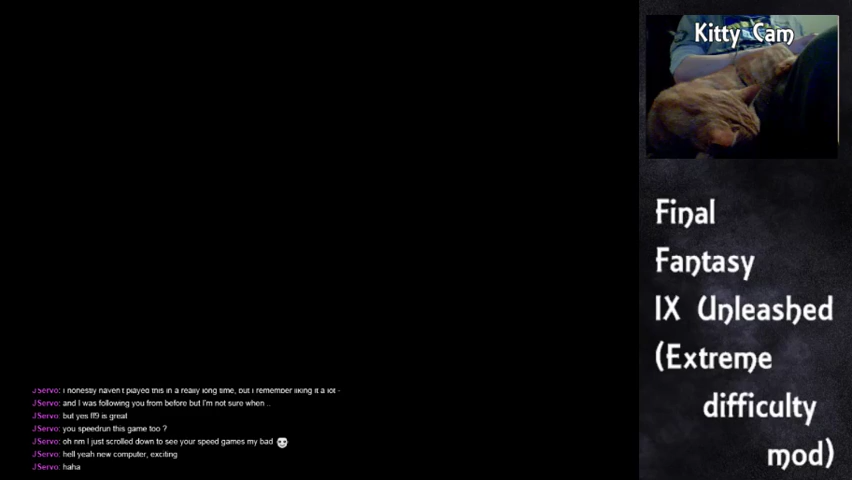 Kitty Cam
Final
Fantasy
IX Unleashed
(Extreme
difficulty
mod)
JServo: I honestly haven't played this in a really long time, but I remember liking it a lot -
JServo: and I was following you from before but I'm not sure when ..
JServo: but yes ff9 is great
JServo: you speedrun this game too ?
JServo: oh nm I just scrolled down to see your speed games my bad
JServo: hell yeah new computer, exciting
JServo: haha